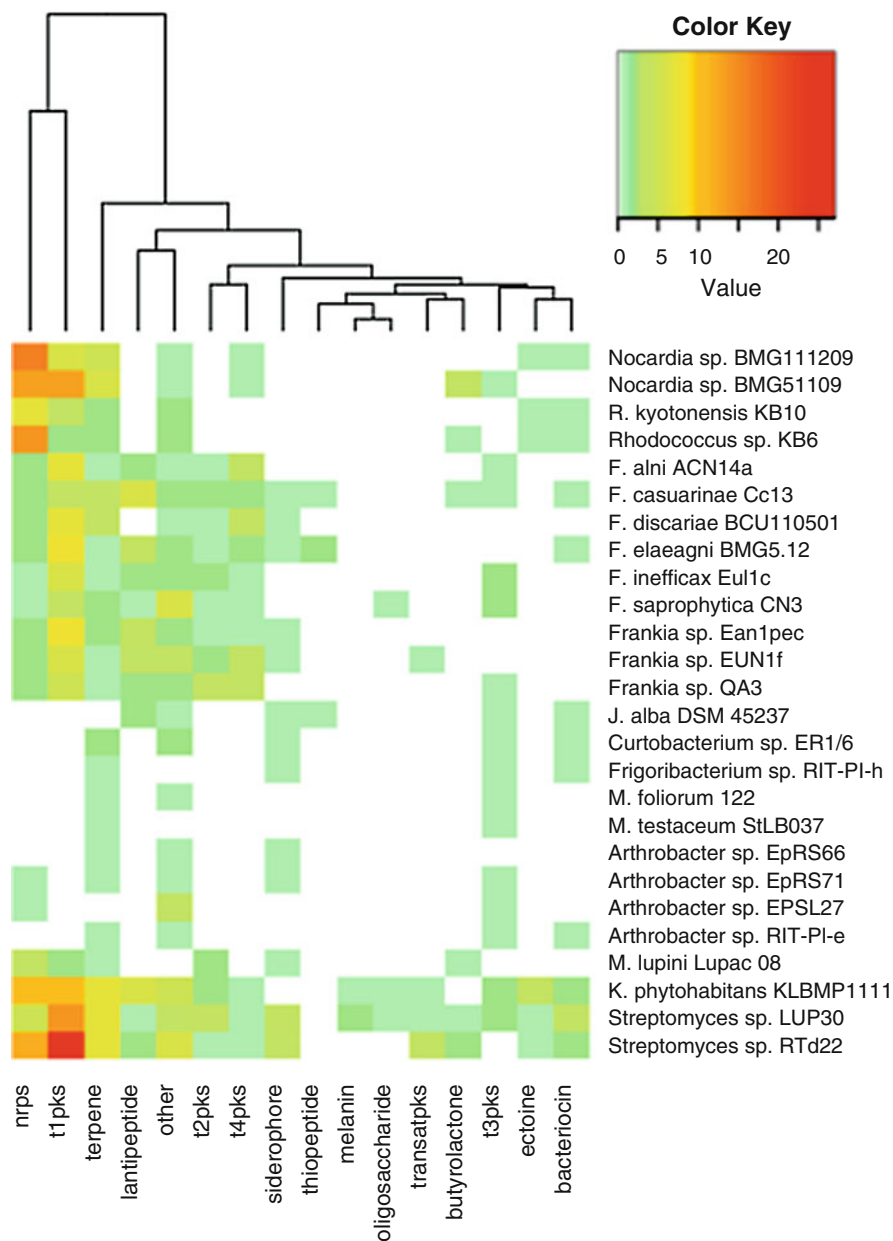 Color Key
0 5 10 20
Value
Nocardia sp. BMG111209
Nocardia sp. BMG51109
R. kyotonensis KB10
Rhodococcus sp. KB6
F. alni ACN14a
F. casuarinae Cc13
F. discariae BCU110501
F. elaeagni BMG5.12
F. inefficax EuI1c
F. saprophytica CN3
Frankia sp. Ean1pec
Frankia sp. EUN1f
Frankia sp. QA3
J. alba DSM 45237
Curtobacterium sp. ER1/6
Frigoribacterium sp. RIT-PI-h
M. foliorum 122
M. testaceum StLB037
Arthrobacter sp. EpRS66
Arthrobacter sp. EpRS71
Arthrobacter sp. EPSL27
Arthrobacter sp. RIT-PI-e
M. lupini Lupac 08
K. phytohabitans KLBMP1111
Streptomyces sp. LUP30
Streptomyces sp. RTd22
nrps
t1pks
terpene
lantipeptide
other
t2pks
t4pks
siderophore
thiopeptide
melanin
oligosaccharide
transatpks
butyrolactone
t3pks
ectoine
bacteriocin